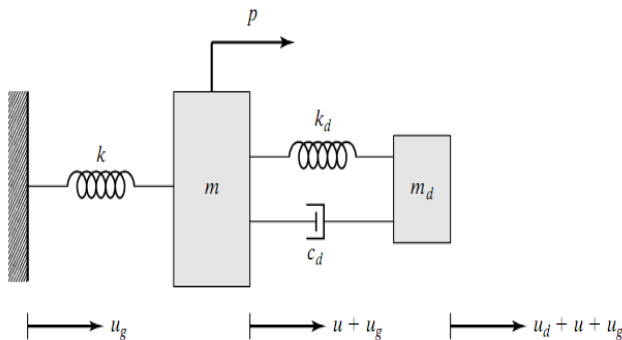 p
k
k_d
m
m_d
c_d
u_g
u + u_g
u_d + u + u_g